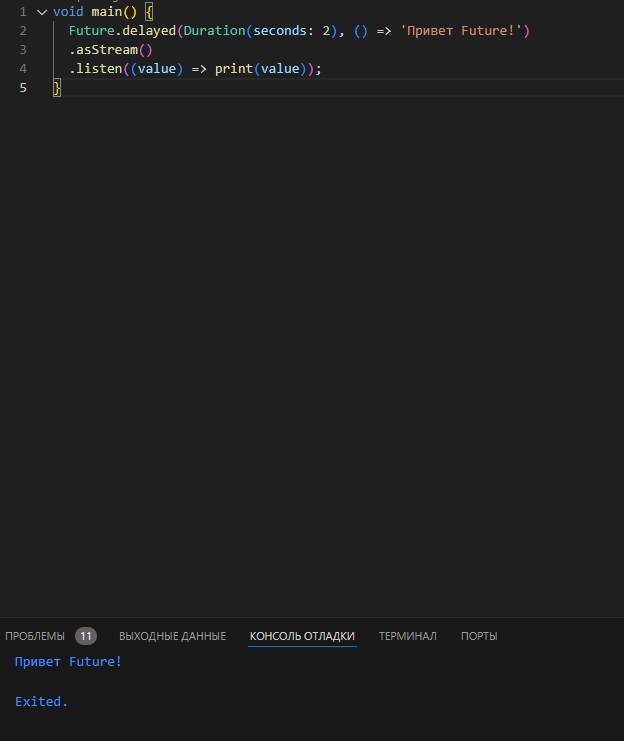 1 void main() {
2 Future.delayed(Duration(seconds: 2), () => 'Привет Future!')
3 .asStream()
4 .listen((value) => print(value));
5 }
ПРОБЛЕМЫ 11 ВЫХОДНЫЕ ДАННЫЕ КОНСОЛЬ ОТЛАДКИ ТЕРМИНАЛ ПОРТЫ
Привет Future!
Exited.